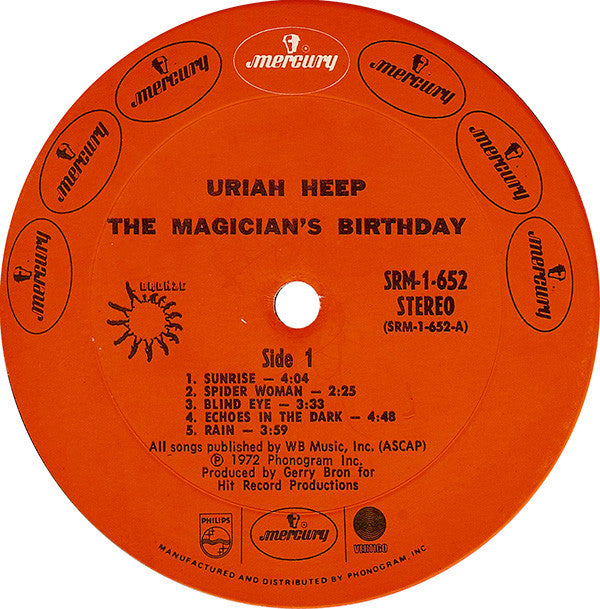 mercury
mercury
mercury
mercury
mercury
mercury
mercury
URIAH HEEP
THE MAGICIAN'S BIRTHDAY
BRONZE
SRM-1-652
STEREO
(SRM-1-652-A)
Side 1
1. SUNRISE — 4:04
2. SPIDER WOMAN — 2:25
3. BLIND EYE — 3:33
4. ECHOES IN THE DARK — 4:48
5. RAIN — 3:59
All songs published by WB Music, Inc. (ASCAP)
℗ 1972 Phonogram Inc.
Produced by Gerry Bron for
Hit Record Productions
PHILIPS
mercury
VERTIGO
MANUFACTURED AND DISTRIBUTED BY PHONOGRAM, INC